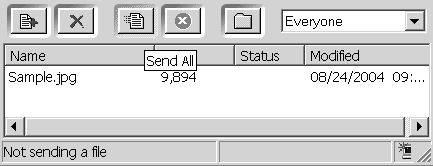 Everyone
Name Status Modified
Send All
Sample.jpg 9,894 08/24/2004 09:...
Not sending a file